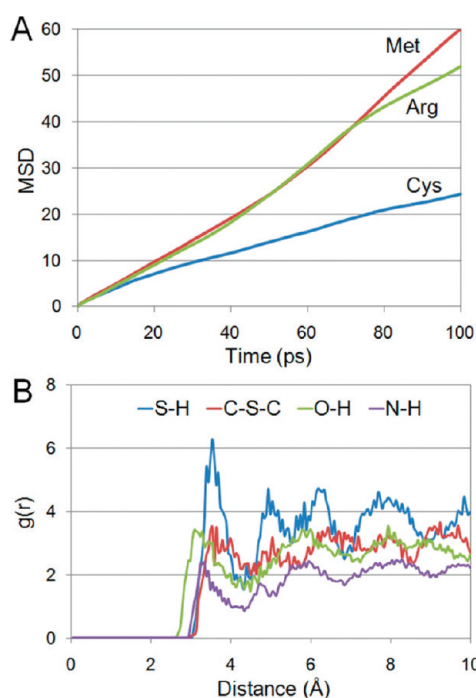 A
60
50
40
30
20
10
0
MSD
Met
Arg
Cys
0 20 40 60 80 100
Time (ps)
B
8
6
4
2
0
g(r)
S-H C-S-C O-H N-H
0 2 4 6 8 10
Distance (Å)